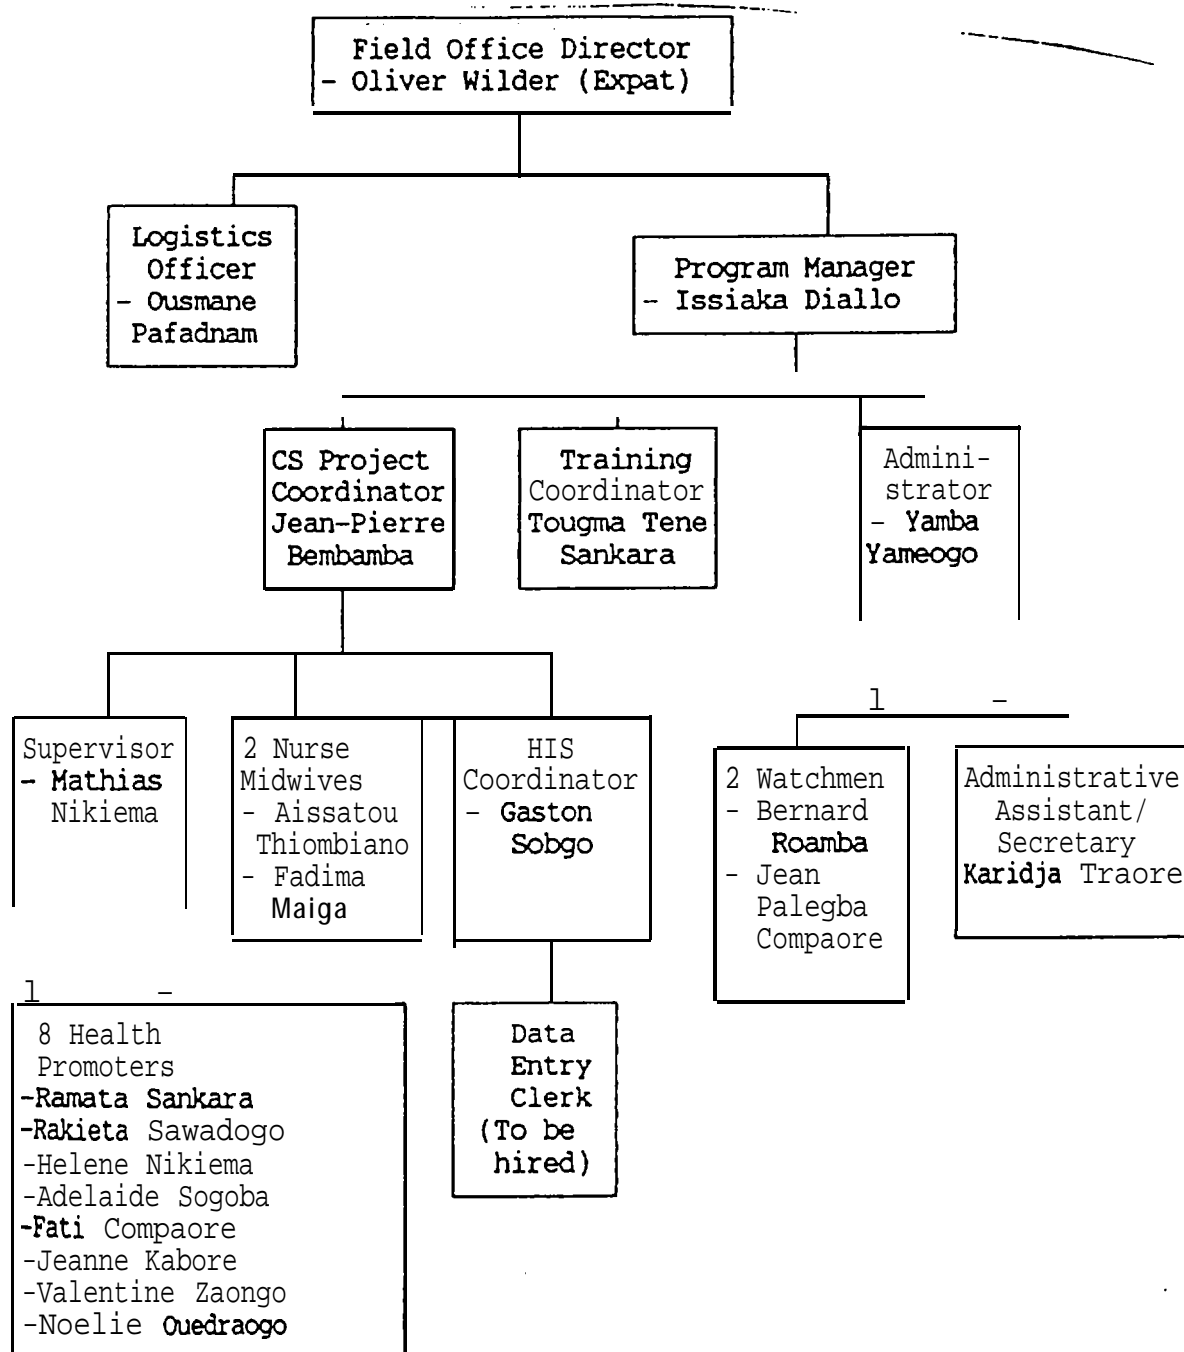 Field Office Director
- Oliver Wilder (Expat)
Logistics
Officer
- Ousmane
Pafadnam
Program Manager
- Issiaka Diallo
CS Project
Coordinator
Jean-Pierre
Bembamba
Training
Coordinator
Tougma Tene
Sankara
Admini-
strator
- Yamba
Yameogo
Supervisor
- Mathias
Nikiema
2 Nurse
Midwives
- Aissatou
Thiombiano
- Fadima
Maiga
HIS
Coordinator
- Gaston
Sobgo
1 -
2 Watchmen
- Bernard
Roamba
- Jean
Palegba
Compaore
Administrative
Assistant/
Secretary
Karidja Traore
1 -
8 Health
Promoters
-Ramata Sankara
-Rakieta Sawadogo
-Helene Nikiema
-Adelaide Sogoba
-Fati Compaore
-Jeanne Kabore
-Valentine Zaongo
-Noelie Ouedraogo
Data
Entry
Clerk
(To be
hired)